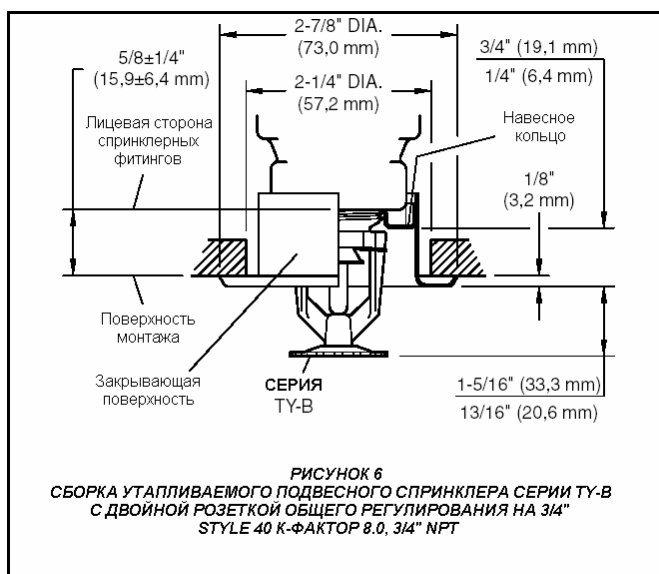 2-7/8" DIA.
(73,0 mm)
5/8±1/4"
(15,9±6,4 mm)
3/4" (19,1 mm)
1/4" (6,4 mm)
2-1/4" DIA.
(57,2 mm)
Лицевая сторона
спринклерных
фитингов
Навесное
кольцо
1/8"
(3,2 mm)
Поверхность
монтажа
Закрывающая
поверхность
СЕРИЯ
TY-B
1-5/16" (33,3 mm)
13/16" (20,6 mm)
РИСУНОК 6
СБОРКА УТАПЛИВАЕМОГО ПОДВЕСНОГО СПРИНКЛЕРА СЕРИИ TY-B
С ДВОЙНОЙ РОЗЕТКОЙ ОБЩЕГО РЕГУЛИРОВАНИЯ НА 3/4"
STYLE 40 К-ФАКТОР 8.0, 3/4" NPT